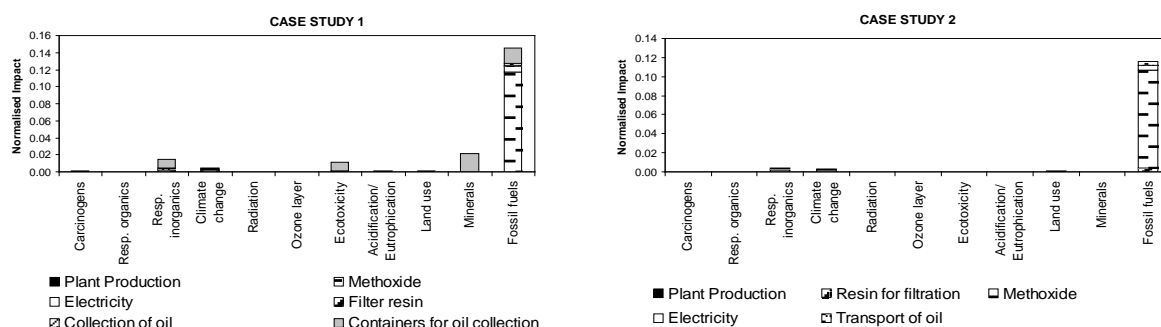 CASE STUDY 1
Normalised Impact
0.16
0.14
0.12
0.10
0.08
0.06
0.04
0.02
0.00
Carcinogens
Resp. organics
Resp.
inorganics
Climate
change
Radiation
Ozone layer
Ecotoxicity
Acidification/
Eutrophication
Land use
Minerals
Fossil fuels
Plant Production
Methoxide
Electricity
Filter resin
Collection of oil
Containers for oil collection
CASE STUDY 2
Normalised Impact
0.14
0.12
0.10
0.08
0.06
0.04
0.02
0.00
Carcinogens
Resp. organics
Resp.
inorganics
Climate
change
Radiation
Ozone layer
Ecotoxicity
Acidification/
Eutrophication
Land use
Minerals
Fossil fuels
Plant Production
Resin for filtration
Methoxide
Electricity
Transport of oil